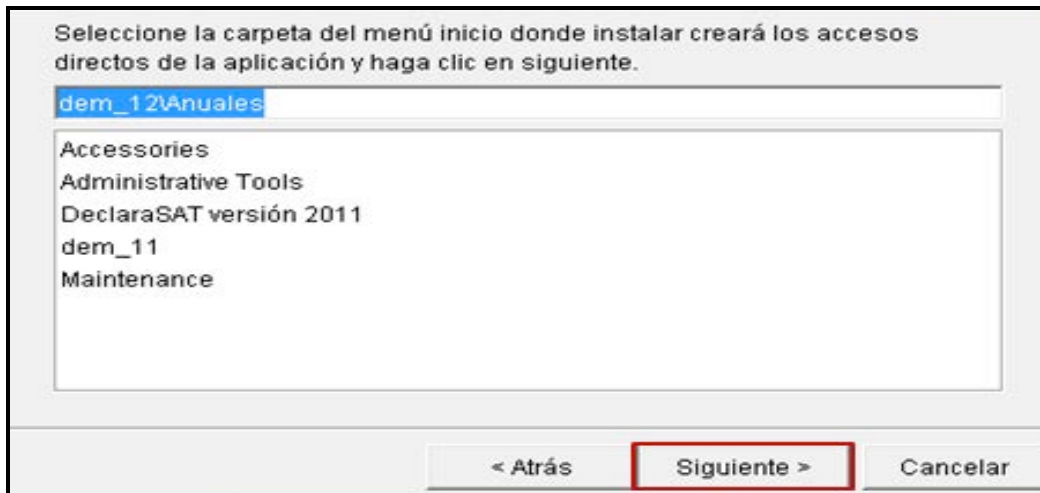 Seleccione la carpeta del menú inicio donde instalar creará los accesos
directos de la aplicación y haga clic en siguiente.
dem_12\Anuales
Accessories
Administrative Tools
DeclaraSAT versión 2011
dem_11
Maintenance
< Atrás Siguiente > Cancelar